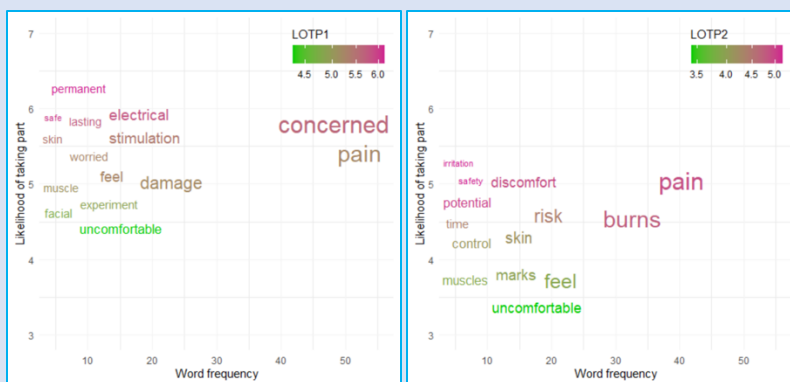 LOTP1
4.5 5.0 5.5 6.0
7
6
5
4
3
Likelihood of taking part
permanent
safe
lasting
electrical
concerned
skin
stimulation
worried
pain
feel
damage
muscle
experiment
facial
uncomfortable
10 20 30 40 50
Word frequency
LOTP2
3.5 4.0 4.5 5.0
7
6
5
4
3
Likelihood of taking part
irritation
safety
discomfort
pain
potential
risk
burns
time
skin
control
muscles
marks
feel
uncomfortable
10 20 30 40 50
Word frequency